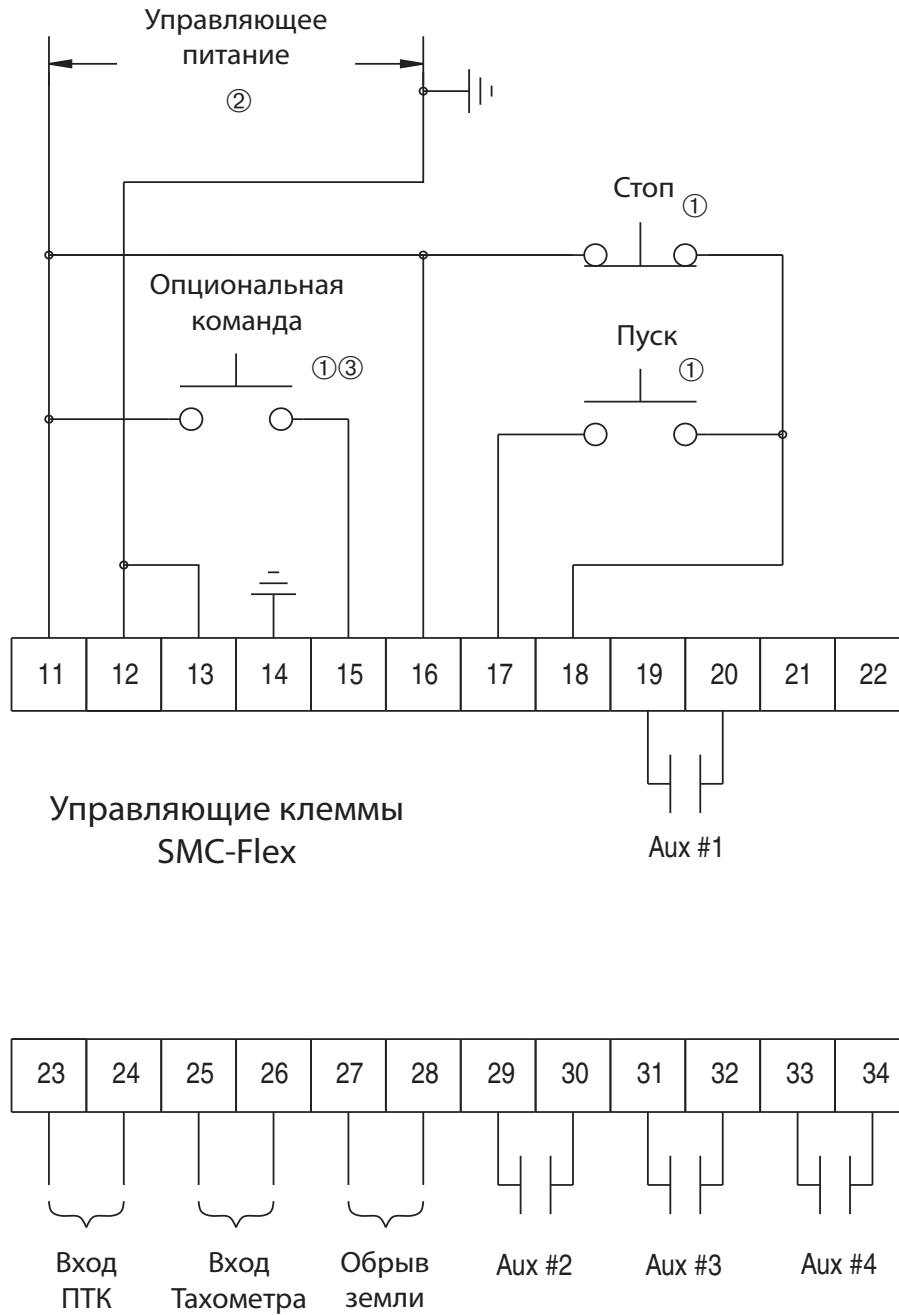 Управляющее
питание
②
Стоп ①
Опциональная
команда
①③
Пуск
①
11 12 13 14 15 16 17 18 19 20 21 22
Управляющие клеммы
SMC-Flex
Aux #1
23 24 25 26 27 28 29 30 31 32 33 34
Вход
ПТК
Вход
Тахометра
Обрыв
земли
Aux #2
Aux #3
Aux #4